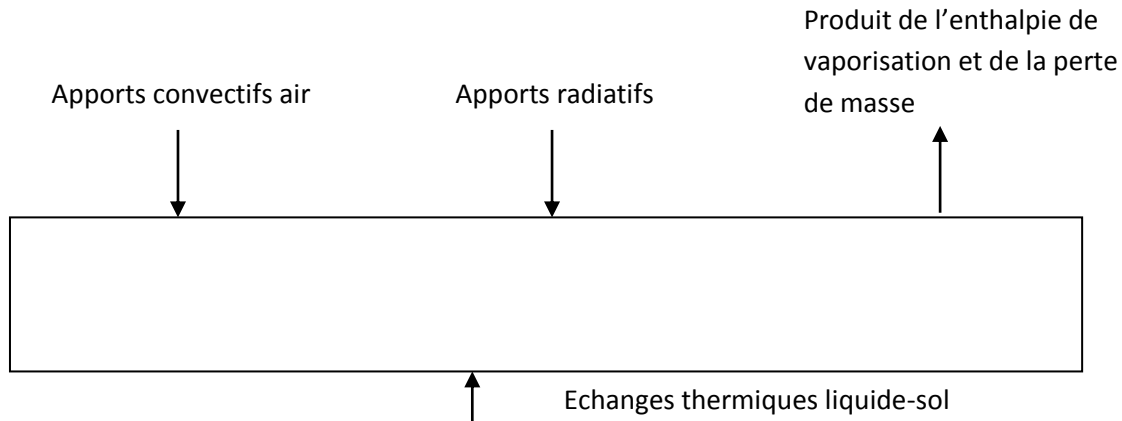 Produit de l’enthalpie de
vaporisation et de la perte
de masse
Apports convectifs air
Apports radiatifs
Echanges thermiques liquide-sol